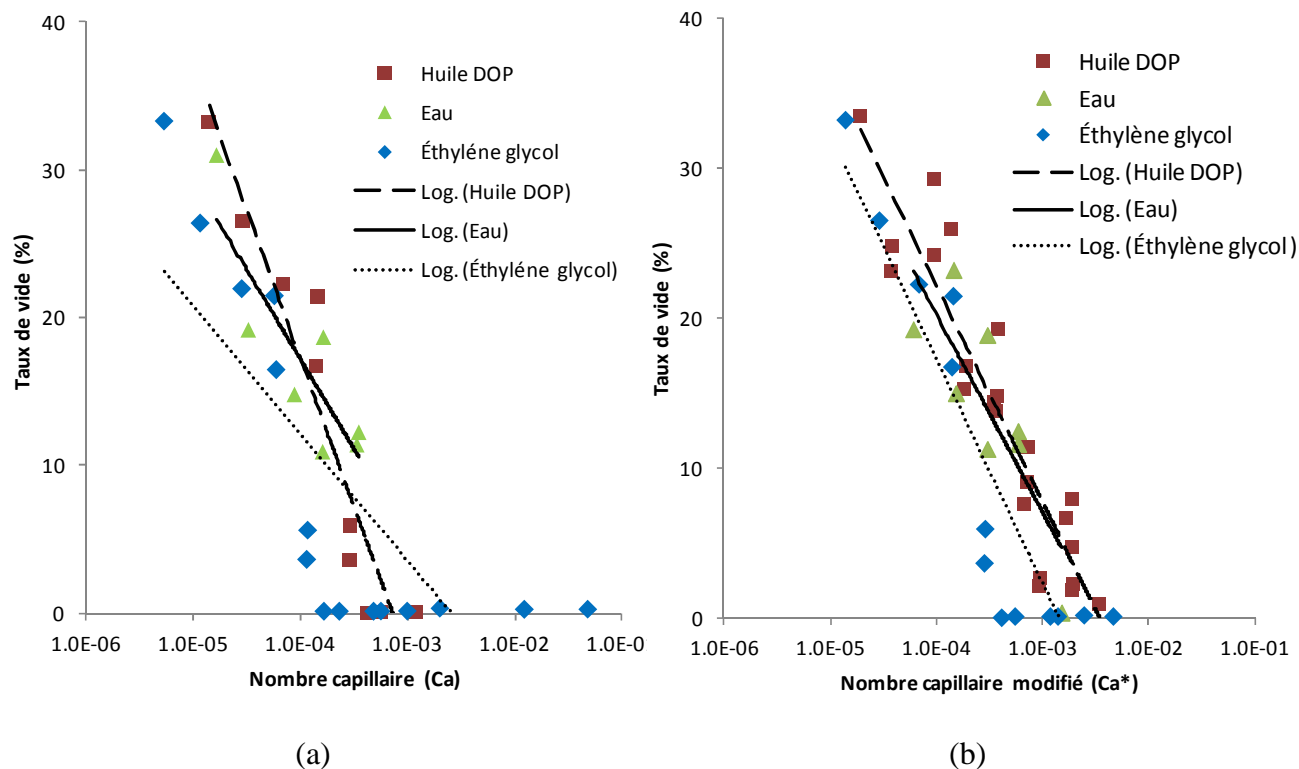 40
30
20
10
0
1.0E-06 1.0E-05 1.0E-04 1.0E-03 1.0E-02 1.0E-0
Taux de vide (%)
Nombre capillaire (Ca)
Huile DOP
Eau
Éthyléne glycol
Log. (Huile DOP)
Log. (Eau)
Log. (Éthyléne glycol)
(a)
40
30
20
10
0
1.0E-06 1.0E-05 1.0E-04 1.0E-03 1.0E-02 1.0E-01
Taux de vide (%)
Nombre capillaire modifié (Ca*)
Huile DOP
Eau
Éthylène glycol
Log. (Huile DOP)
Log. (Eau)
Log. (Éthylène glycol)
(b)